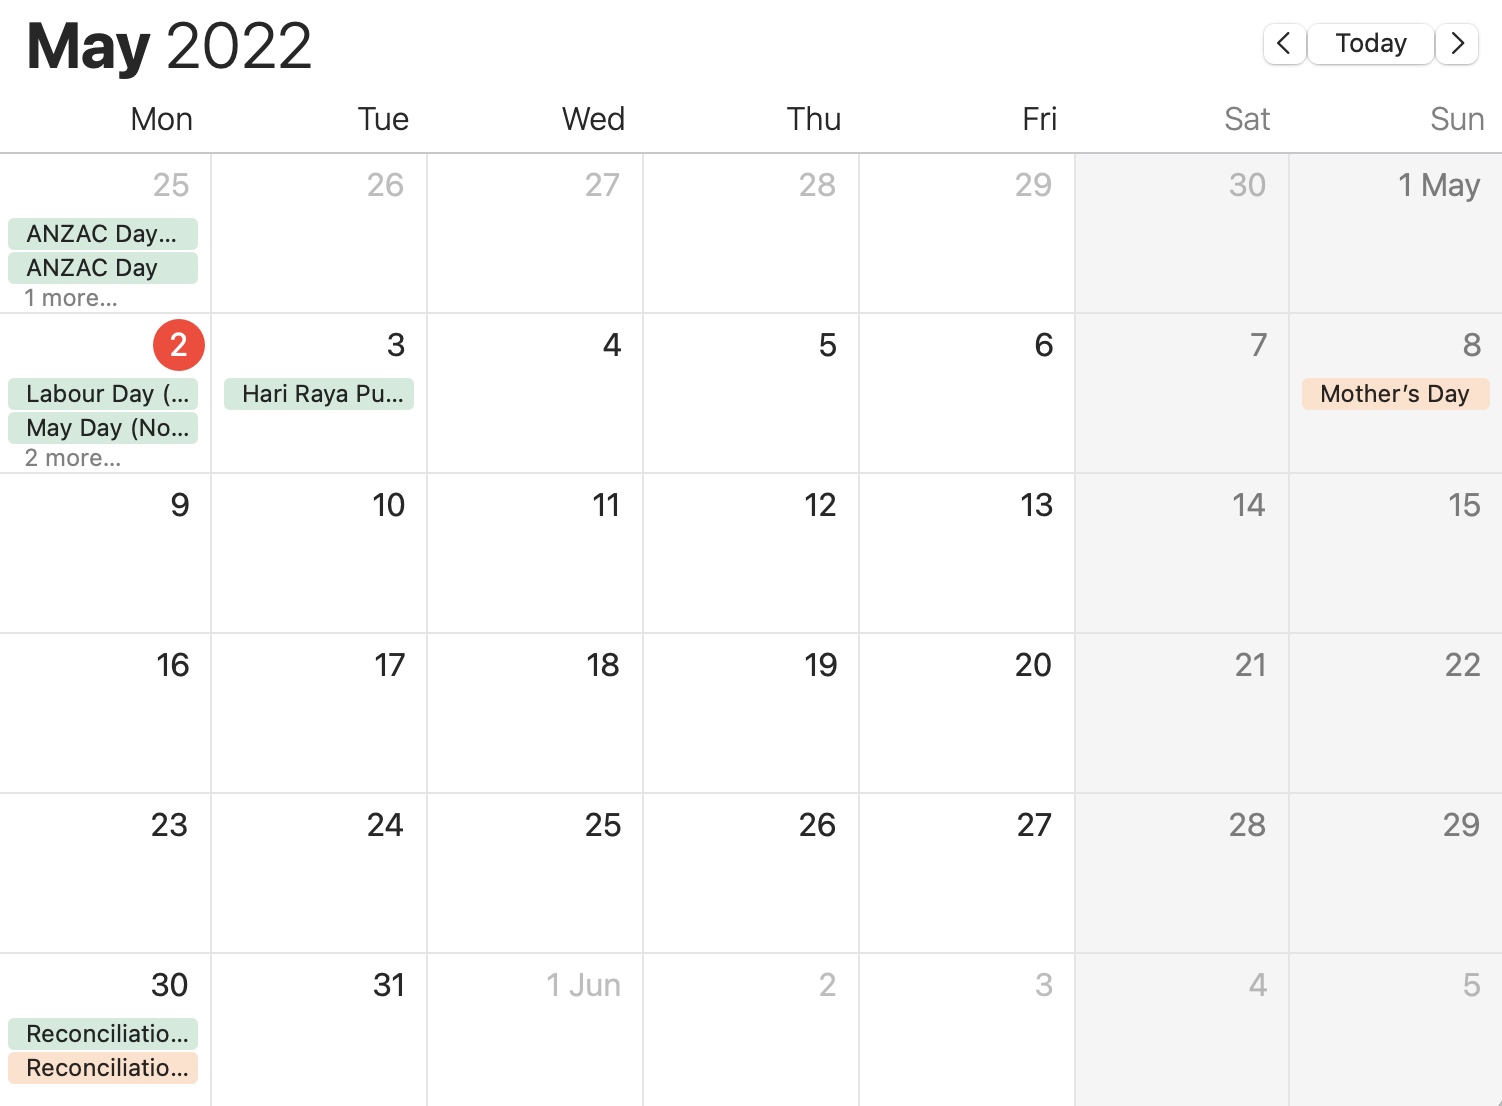 May 2022
Today
Mon Tue Wed Thu Fri Sat Sun
25 26 27 28 29 30 1 May
ANZAC Day...
ANZAC Day
1 more...
2 3 4 5 6 7 8
Labour Day (... Hari Raya Pu... Mother’s Day
May Day (No...
2 more...
9 10 11 12 13 14 15
16 17 18 19 20 21 22
23 24 25 26 27 28 29
30 31 1 Jun 2 3 4 5
Reconciliatio...
Reconciliatio...